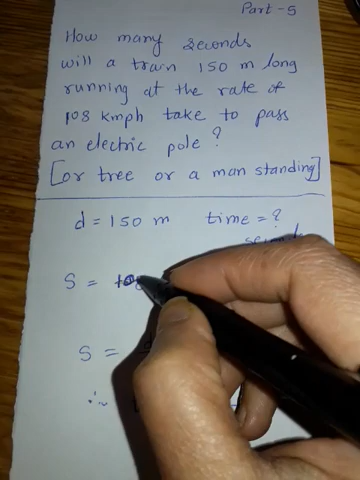 Part-5
How many seconds
will a train 150 m long
running at the rate of
108 kmph take to pass
an electric pole ?
[or tree or a man standing]
d = 150 m time = ?
S =
S =
∴